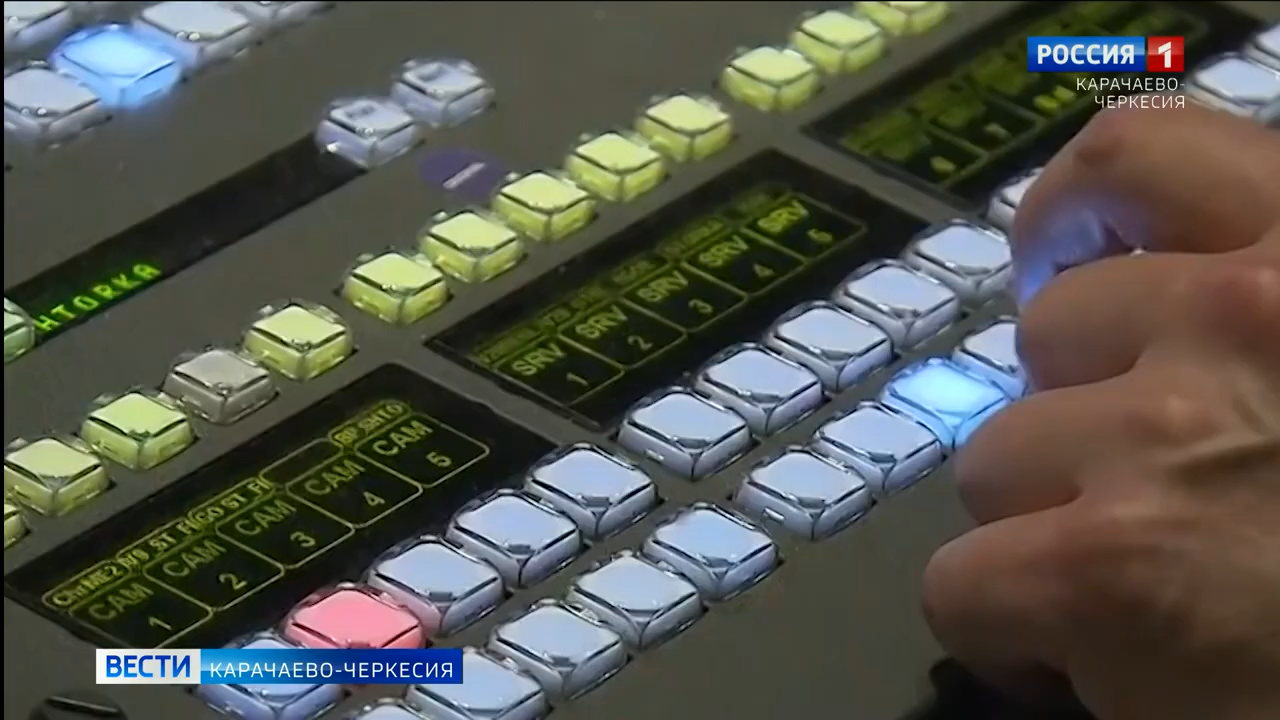 РОССИЯ 1
КАРАЧАЕВО-
ЧЕРКЕСИЯ
НТОРКА
SRV 1
SRV 2
SRV 3
SRV 4
SRV 6
CAM 1
CAM 2
CAM 3
CAM 4
CAM 5
ВЕСТИ КАРАЧАЕВО-ЧЕРКЕСИЯ